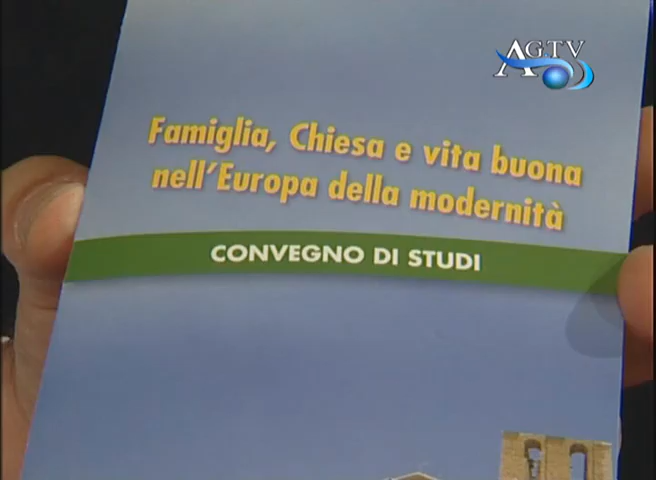 AGTV
Famiglia, Chiesa e vita buona
nell'Europa della modernità
CONVEGNO DI STUDI